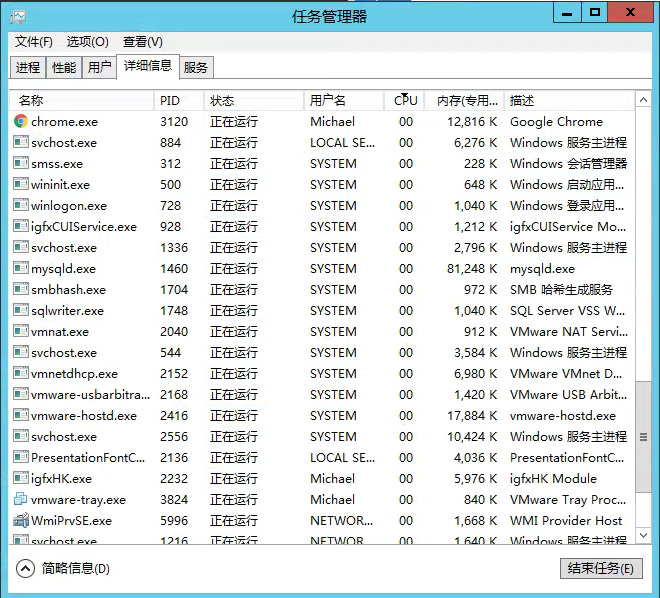 任务管理器
文件(F) 选项(O) 查看(V)
进程 性能 用户 详细信息 服务
名称 PID 状态 用户名 CPU 内存(专用... 描述
chrome.exe 3120 正在运行 Michael 00 12,816 K Google Chrome
svchost.exe 884 正在运行 LOCAL SE... 00 6,276 K Windows 服务主进程
smss.exe 312 正在运行 SYSTEM 00 228 K Windows 会话管理器
wininit.exe 500 正在运行 SYSTEM 00 648 K Windows 启动应用...
winlogon.exe 728 正在运行 SYSTEM 00 1,040 K Windows 登录应用...
igfxCUIService.exe 928 正在运行 SYSTEM 00 1,212 K igfxCUIService Mo...
svchost.exe 1336 正在运行 SYSTEM 00 2,796 K Windows 服务主进程
mysqld.exe 1460 正在运行 SYSTEM 00 81,248 K mysqld.exe
smbhash.exe 1704 正在运行 SYSTEM 00 972 K SMB 哈希生成服务
sqlwriter.exe 1748 正在运行 SYSTEM 00 1,040 K SQL Server VSS W...
vmnat.exe 2040 正在运行 SYSTEM 00 912 K VMware NAT Servi...
svchost.exe 544 正在运行 SYSTEM 00 3,584 K Windows 服务主进程
vmnetdhcp.exe 2152 正在运行 SYSTEM 00 6,980 K VMware VMnet D...
vmware-usbarbitra... 2168 正在运行 SYSTEM 00 1,420 K VMware USB Arbit...
vmware-hostd.exe 2416 正在运行 SYSTEM 00 17,884 K vmware-hostd.exe
svchost.exe 2556 正在运行 SYSTEM 00 10,424 K Windows 服务主进程
PresentationFontC... 2136 正在运行 LOCAL SE... 00 4,036 K PresentationFontC...
igfxHK.exe 2232 正在运行 Michael 00 5,976 K igfxHK Module
vmware-tray.exe 3824 正在运行 Michael 00 840 K VMware Tray Proc...
WmiPrvSE.exe 5996 正在运行 NETWOR... 00 1,668 K WMI Provider Host
svchost.exe 1216 正在运行 NETWOR... 00 1,640 K Windows 服务主进程
简略信息(D) 结束任务(E)